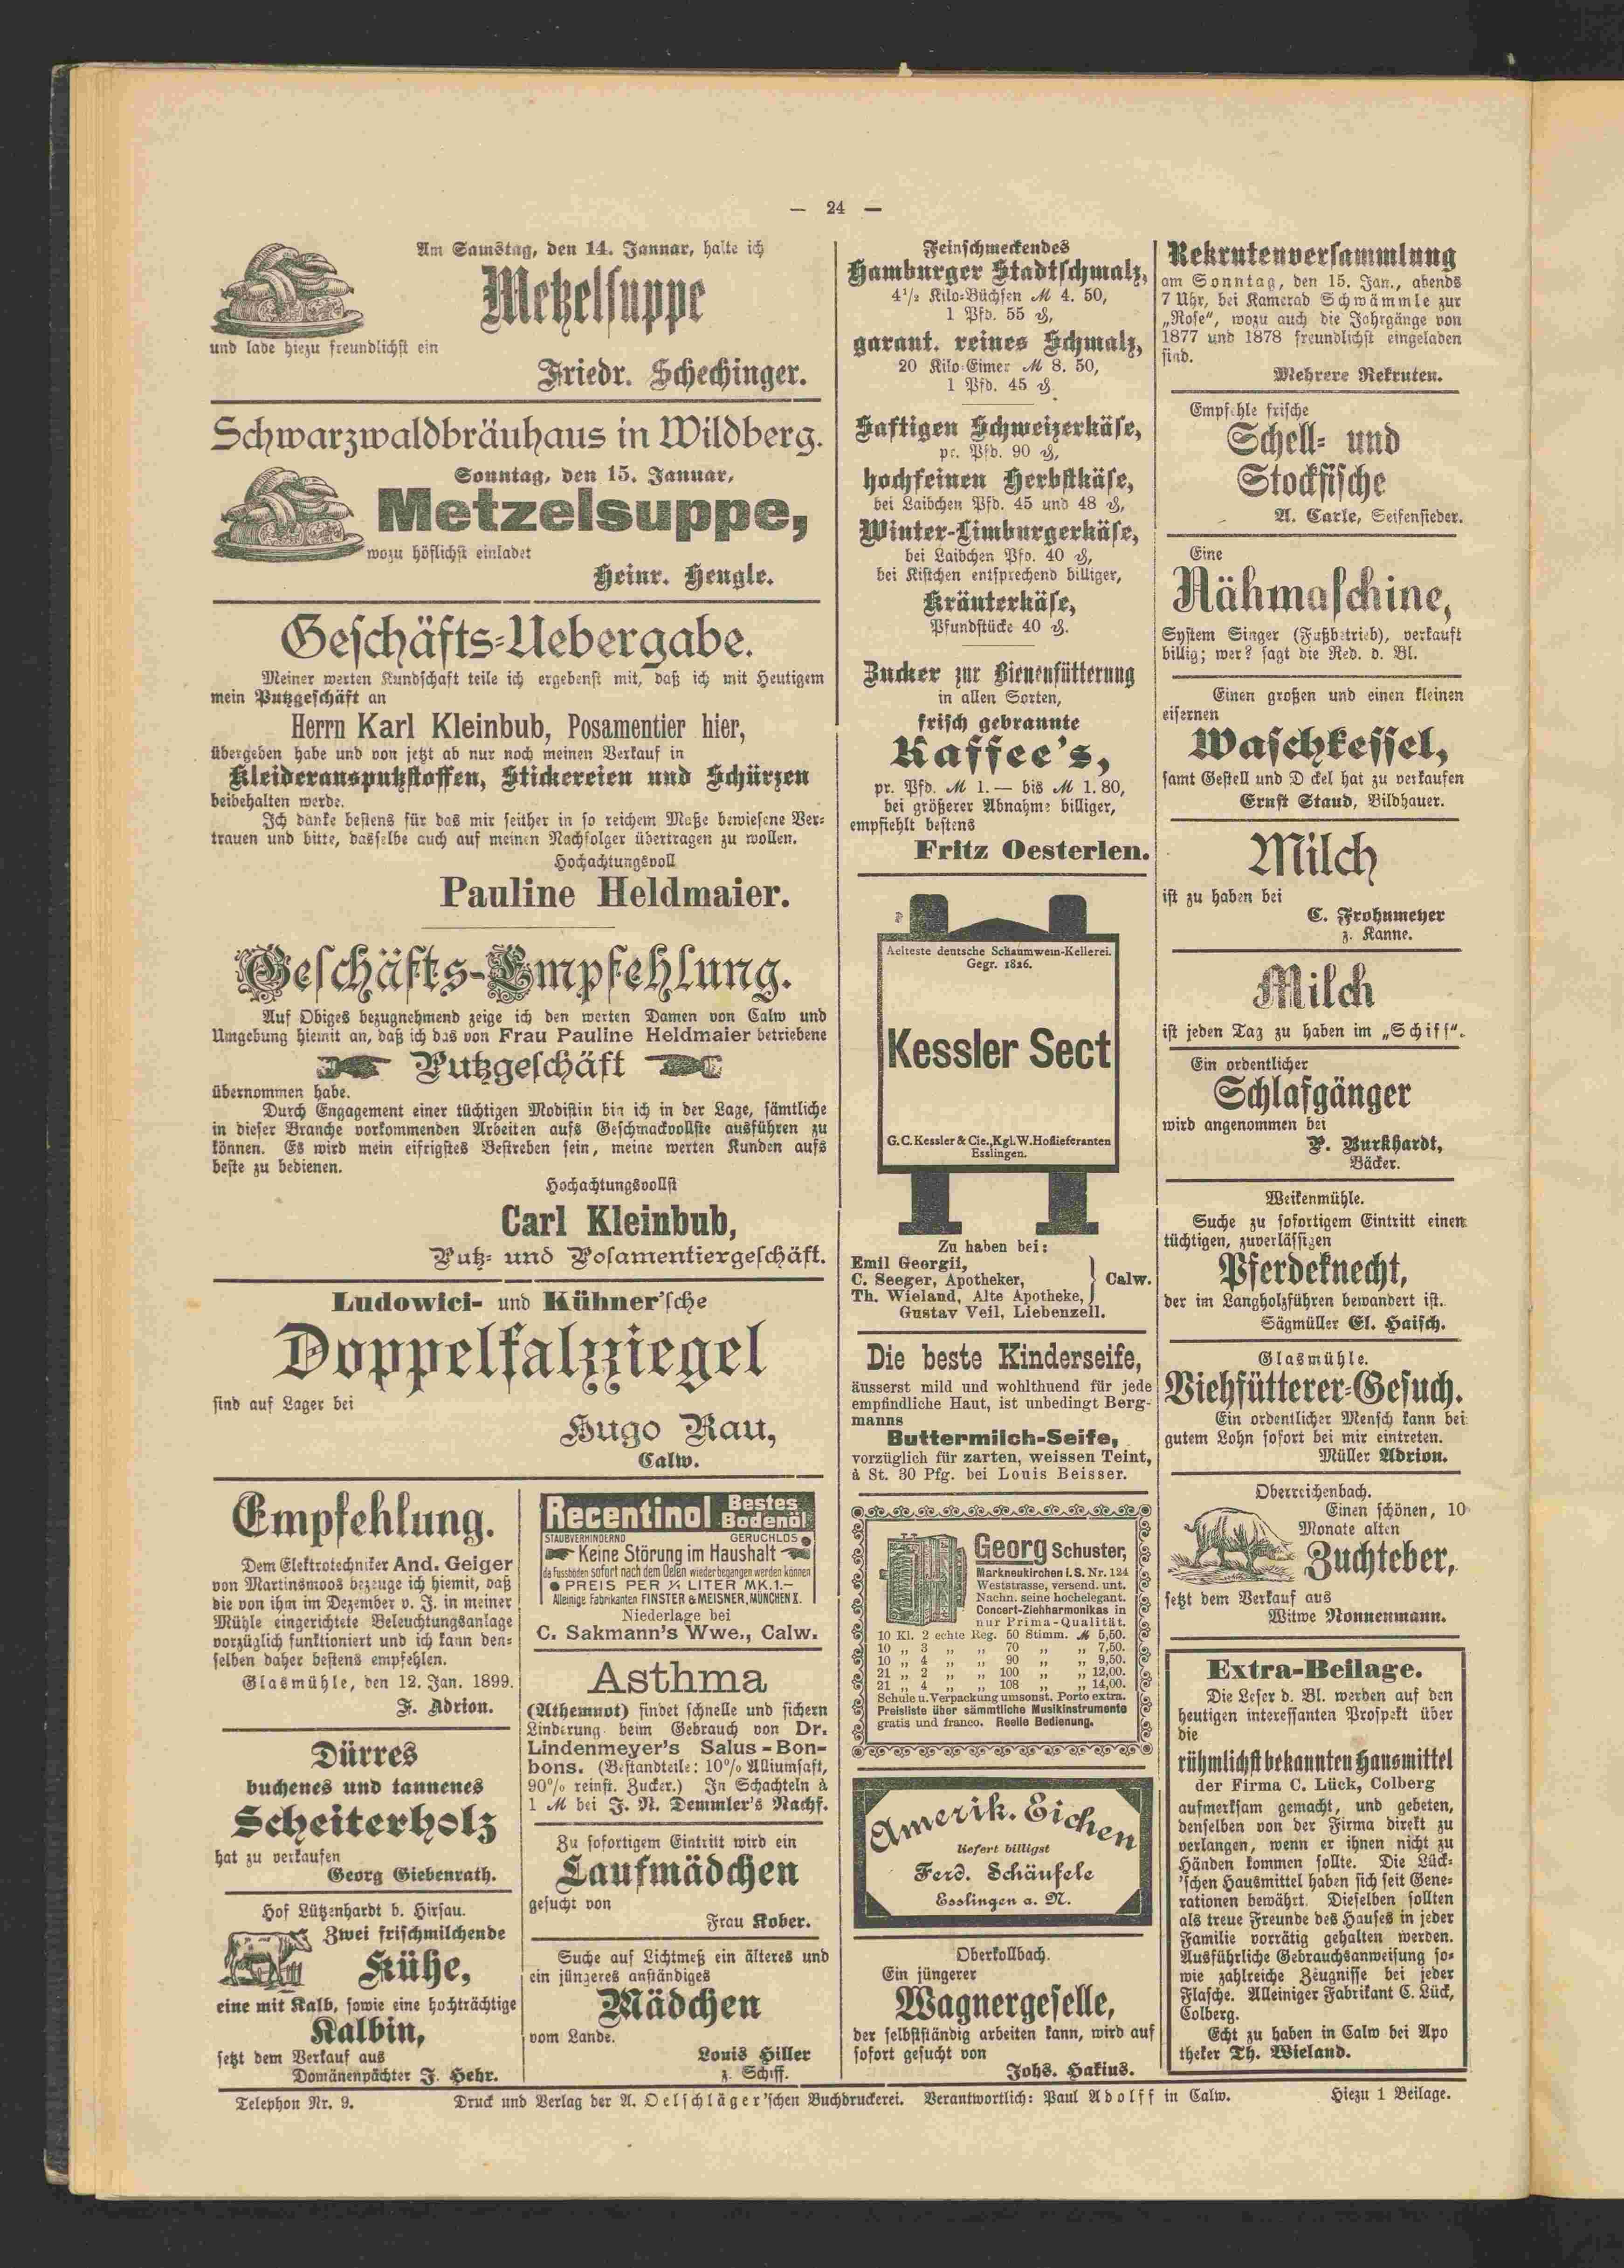 — 24 —
Am Samstag, den 14. Januar, halte ich
Metzelsuppe
und lade hiezu freundlichst ein
Friedr. Schechinger.
Schwarzwaldbräuhaus in Wildberg.
Sonntag, den 15. Januar,
Metzelsuppe,
wozu höflichst einladet
Heinr. Hengle.
Geschäfts-Uebergabe.
Meiner werten Kundschaft teile ich ergebenst mit, daß ich mit Heutigem
mein Putzgeschäft an
Herrn Karl Kleinbub, Posamentier hier,
übergeben habe und von jetzt ab nur noch meinen Verkauf in
Kleiderausputzstoffen, Stickereien und Schürzen
beibehalten werde.
Ich danke bestens für das mir seither in so reichem Maße bewiesene Ver-
trauen und bitte, dasselbe auch auf meinen Nachfolger übertragen zu wollen.
Hochachtungsvoll
Pauline Heldmaier.
Geschäfts-Empfehlung.
Auf Obiges bezugnehmend zeige ich den werten Damen von Calw und
Umgebung hiemit an, daß ich das von Frau Pauline Heldmaier betriebene
Putzgeschäft
übernommen habe.
Durch Engagement einer tüchtigen Modistin bin ich in der Lage, sämtliche
in dieser Branche vorkommenden Arbeiten aufs Geschmackvollste ausführen zu
können. Es wird mein eifrigstes Bestreben sein, meine werten Kunden aufs
beste zu bedienen.
Hochachtungsvollst
Carl Kleinbub,
Putz- und Posamentiergeschäft.
Ludowici- und Kühner'sche
Doppelfalzziegel
sind auf Lager bei
Hugo Rau,
Calw.
Empfehlung.
Dem Elektrotechniker And. Geiger
von Martinsmoos bezeuge ich hiemit, daß
die von ihm im Dezember v. J. in meiner
Mühle eingerichtete Beleuchtungsanlage
vorzüglich funktioniert und ich kann den-
selben daher bestens empfehlen.
Glasmühle, den 12. Jan. 1899.
F. Adrion.
Dürres
buchenes und tannenes
Scheiterholz
hat zu verkaufen
Georg Giebenrath.
Hof Lützenhardt b. Hirsau.
Zwei frischmilchende
Kühe,
eine mit Kalb, sowie eine hochträchtige
Kalbin,
setzt dem Verkauf aus
Domänenpächter J. Hehr.
Recentinol Bestes Bodenöl
STAUBVERHINDERND GERUCHLOS
Keine Störung im Haushalt
da Fussböden sofort nach dem Oelen wieder begangen werden können
PREIS PER ½ LITER MK. 1.—
Alleinige Fabrikanten FINSTER & MEISNER, MÜNCHEN X.
Niederlage bei
C. Sakmann's Wwe., Calw.
Asthma
(Athemnot) findet schnelle und sichern
Linderung beim Gebrauch von Dr.
Lindenmeyer's Salus-Bon-
bons. (Bestandteile: 10% Alliumsaft,
90% reinst. Zucker.) In Schachteln à
1 M bei J. N. Demmler's Nachf.
Zu sofortigem Eintritt wird ein
Laufmädchen
gesucht von
Frau Kober.
Suche auf Lichtmeß ein älteres und
ein jüngeres anständiges
Mädchen
vom Lande.
Louis Hiller
z. Schiff.
Feinschmeckendes
Hamburger Stadtschmalz,
4½ Kilo-Büchsen M 4. 50,
1 Pfd. 55 ₰,
garant. reines Schmalz,
20 Kilo-Eimer M 8. 50,
1 Pfd. 45 ₰.
Saftigen Schweizerkäse,
pr. Pfd. 90 ₰,
hochfeinen Herbstkäse,
bei Laibchen Pfd. 45 und 48 ₰,
Winter-Limburgerkäse,
bei Laibchen Pfd. 40 ₰,
bei Kistchen entsprechend billiger,
Kräuterkäse,
Pfundstücke 40 ₰.
Zucker zur Bienenfütterung
in allen Sorten,
frisch gebrannte
Kaffee's,
pr. Pfd. M 1.— bis M 1. 80,
bei größerer Abnahme billiger,
empfiehlt bestens
Fritz Oesterlen.
Aelteste deutsche Schaumwein-Kellerei.
Gegr. 1826.
Kessler Sect
G. C. Kessler & Cie., Kgl. W. Hoflieferanten
Esslingen.
Zu haben bei:
Emil Georgii,
C. Seeger, Apotheker, } Calw.
Th. Wieland, Alte Apotheke,
Gustav Veil, Liebenzell.
Die beste Kinderseife,
äusserst mild und wohlthuend für jede
empfindliche Haut, ist unbedingt Berg-
manns
Buttermilch-Seife,
vorzüglich für zarten, weissen Teint,
à St. 30 Pfg. bei Louis Beisser.
Georg Schuster,
Markneukirchen i. S. Nr. 124
Weststrasse, versend. unt.
Nachn. seine hochelegant.
Concert-Ziehharmonikas in
nur Prima-Qualität.
10 Kl. 2 echte Reg. 50 Stimm. M 5,50.
10 „ 3 „ „ 70 „ „ 7,50.
10 „ 4 „ „ 90 „ „ 9,50.
21 „ 2 „ „ 100 „ „ 12,00.
21 „ 4 „ „ 108 „ „ 14,00.
Schule u. Verpackung umsonst. Porto extra.
Preisliste über sämmtliche Musikinstrumente
gratis und franco. Reelle Bedienung.
Amerik. Eichen
liefert billigst
Ferd. Schäufele
Esslingen a. N.
Oberkollbach.
Ein jüngerer
Wagnergeselle,
der selbstständig arbeiten kann, wird auf
sofort gesucht von
Johs. Hakius.
Rekrutenversammlung
am Sonntag, den 15. Jan., abends
7 Uhr, bei Kamerad Schwämmle zur
„Rose", wozu auch die Jahrgänge von
1877 und 1878 freundlichst eingeladen
sind.
Mehrere Rekruten.
Empfehle frische
Schell- und
Stockfische
A. Carle, Seifensieder.
Eine
Nähmaschine,
System Singer (Fußbetrieb), verkauft
billig; wer? sagt die Red. d. Bl.
Einen großen und einen kleinen
eisernen
Waschkessel,
samt Gestell und D ckel hat zu verkaufen
Ernst Staud, Bildhauer.
Milch
ist zu haben bei
C. Frohnmeyer
z. Kanne.
Milch
ist jeden Tag zu haben im „Schiff".
Ein ordentlicher
Schlafgänger
wird angenommen bei
P. Burkhardt,
Bäcker.
Weikenmühle.
Suche zu sofortigem Eintritt einen
tüchtigen, zuverlässigen
Pferdeknecht,
der im Langholzführen bewandert ist.
Sägmüller El. Haisch.
Glasmühle.
Viehfütterer-Gesuch.
Ein ordentlicher Mensch kann bei
gutem Lohn sofort bei mir eintreten.
Müller Adrion.
Oberreichenbach.
Einen schönen, 10
Monate alten
Zuchteber,
setzt dem Verkauf aus
Witwe Nonnenmann.
Extra-Beilage.
Die Leser d. Bl. werden auf den
heutigen interessanten Prospekt über
die
rühmlichst bekannten Hausmittel
der Firma C. Lück, Colberg
aufmerksam gemacht, und gebeten,
denselben von der Firma direkt zu
verlangen, wenn er ihnen nicht zu
Händen kommen sollte. Die Lück-
'schen Hausmittel haben sich seit Gene-
rationen bewährt. Dieselben sollten
als treue Freunde des Hauses in jeder
Familie vorrätig gehalten werden.
Ausführliche Gebrauchsanweisung so-
wie zahlreiche Zeugnisse bei jeder
Flasche. Alleiniger Fabrikant C. Lück,
Colberg.
Echt zu haben in Calw bei Apo
theker Th. Wieland.
Telephon Nr. 9.
Druck und Verlag der A. Oelschläger'schen Buchdruckerei. Verantwortlich: Paul Adolff in Calw.
Hiezu 1 Beilage.